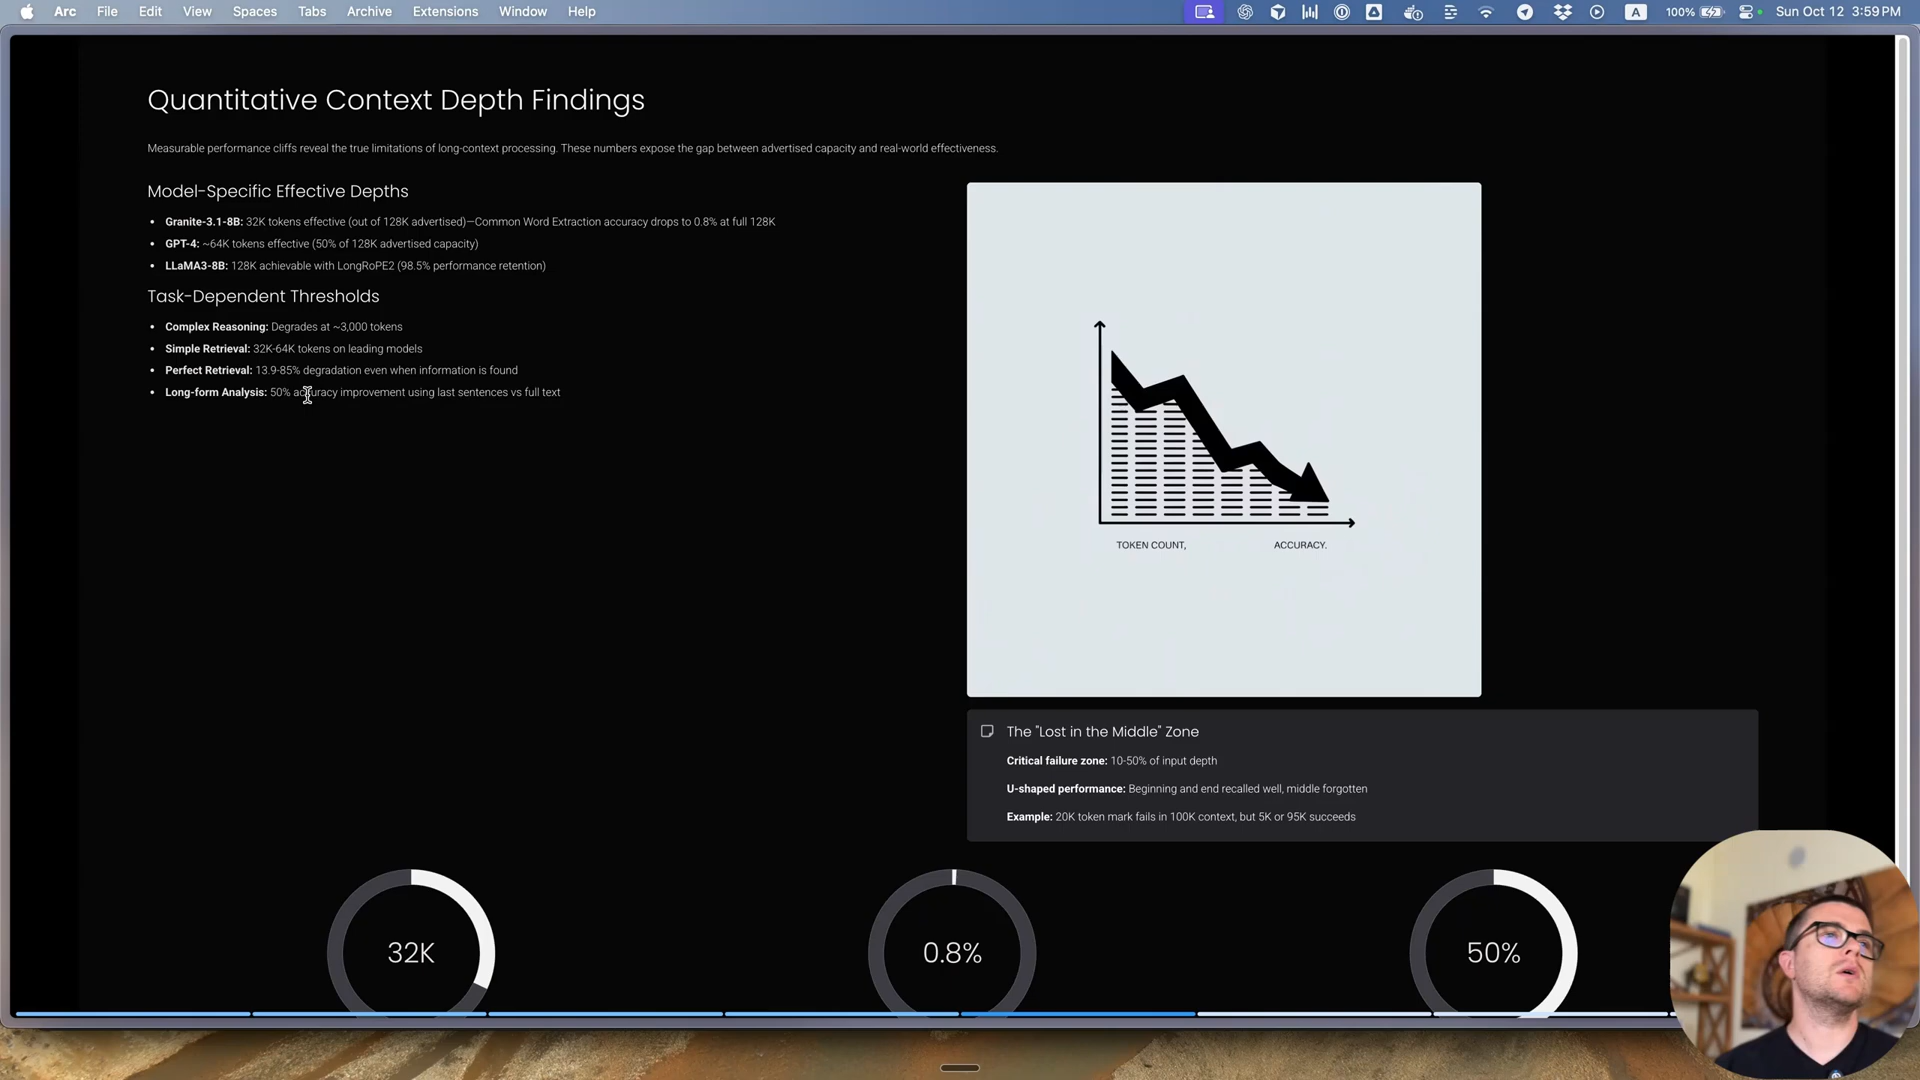 Arc File Edit View Spaces Tabs Archive Extensions Window Help A 100% Sun Oct 12 3:59 PM
Quantitative Context Depth Findings
Measurable performance cliffs reveal the true limitations of long-context processing. These numbers expose the gap between advertised capacity and real-world effectiveness.
Model-Specific Effective Depths
• Granite-3.1-8B: 32K tokens effective (out of 128K advertised)—Common Word Extraction accuracy drops to 0.8% at full 128K
• GPT-4: ~64K tokens effective (50% of 128K advertised capacity)
• LLaMA3-8B: 128K achievable with LongRoPE2 (98.5% performance retention)
Task-Dependent Thresholds
• Complex Reasoning: Degrades at ~3,000 tokens
• Simple Retrieval: 32K-64K tokens on leading models
• Perfect Retrieval: 13.9-85% degradation even when information is found
• Long-form Analysis: 50% accuracy improvement using last sentences vs full text
TOKEN COUNT, ACCURACY.
The "Lost in the Middle" Zone
Critical failure zone: 10-50% of input depth
U-shaped performance: Beginning and end recalled well, middle forgotten
Example: 20K token mark fails in 100K context, but 5K or 95K succeeds
32K 0.8% 50%